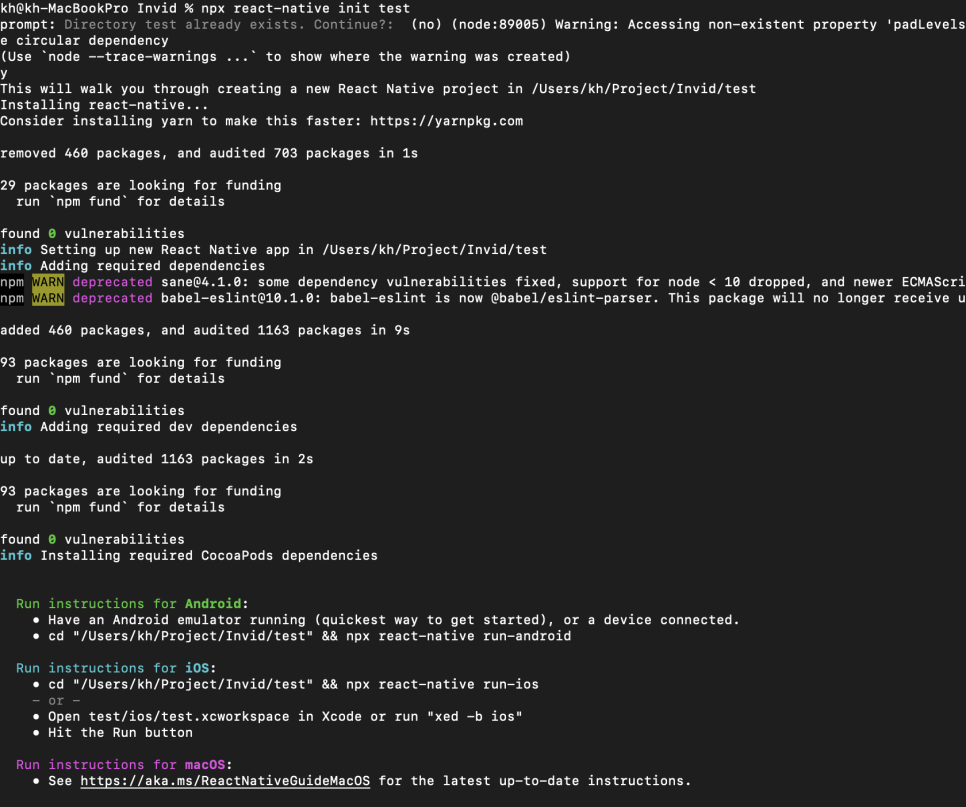 kh@kh-MacBookPro Invid % npx react-native init test
prompt: Directory test already exists. Continue?:  (no) (node:89005) Warning: Accessing non-existent property 'padLevels
e circular dependency
(Use `node --trace-warnings ...` to show where the warning was created)
y
This will walk you through creating a new React Native project in /Users/kh/Project/Invid/test
Installing react-native...
Consider installing yarn to make this faster: https://yarnpkg.com
removed 460 packages, and audited 703 packages in 1s
29 packages are looking for funding
  run `npm fund` for details
found 0 vulnerabilities
info Setting up new React Native app in /Users/kh/Project/Invid/test
info Adding required dependencies
npm WARN deprecated sane@4.1.0: some dependency vulnerabilities fixed, support for node < 10 dropped, and newer ECMAScri
npm WARN deprecated babel-eslint@10.1.0: babel-eslint is now @babel/eslint-parser. This package will no longer receive u
added 460 packages, and audited 1163 packages in 9s
93 packages are looking for funding
  run `npm fund` for details
found 0 vulnerabilities
info Adding required dev dependencies
up to date, audited 1163 packages in 2s
93 packages are looking for funding
  run `npm fund` for details
found 0 vulnerabilities
info Installing required CocoaPods dependencies
  Run instructions for Android:
    • Have an Android emulator running (quickest way to get started), or a device connected.
    • cd "/Users/kh/Project/Invid/test" && npx react-native run-android
  Run instructions for iOS:
    • cd "/Users/kh/Project/Invid/test" && npx react-native run-ios
    - or -
    • Open test/ios/test.xcworkspace in Xcode or run "xed -b ios"
    • Hit the Run button
  Run instructions for macOS:
    • See https://aka.ms/ReactNativeGuideMacOS for the latest up-to-date instructions.